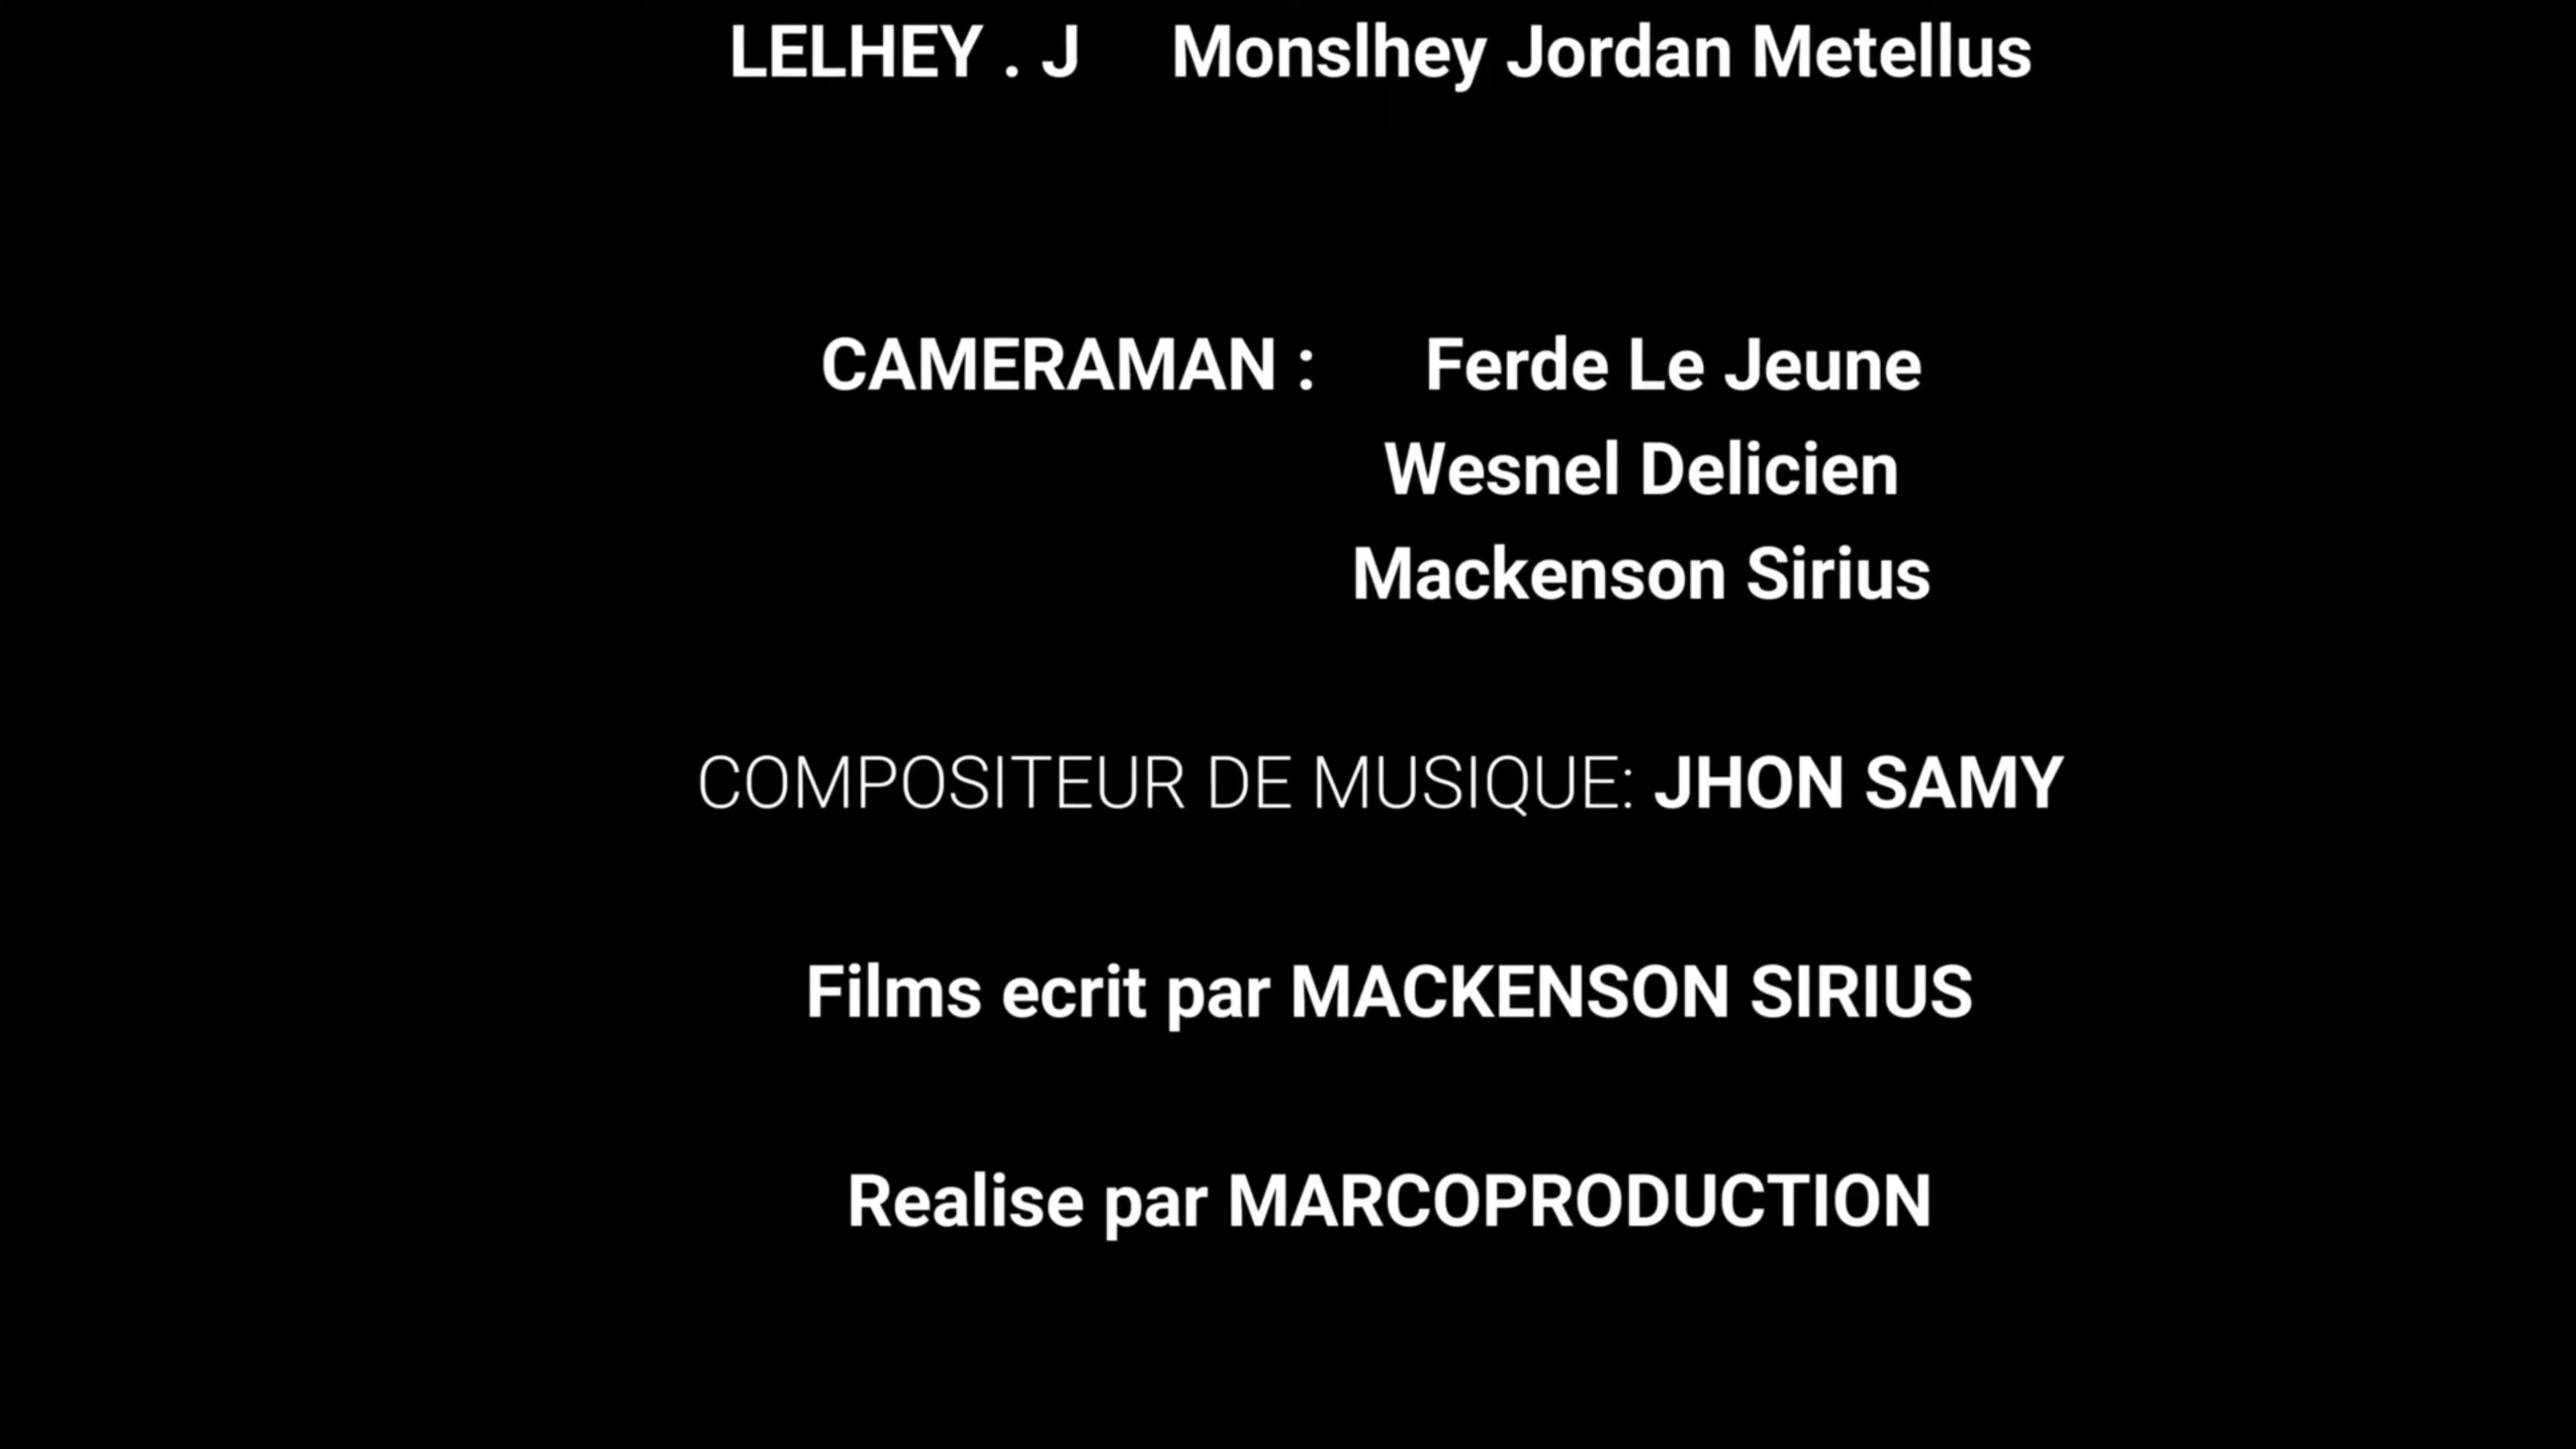 LELHEY . J Monslhey Jordan Metellus
CAMERAMAN : Ferde Le Jeune
Wesnel Delicien
Mackenson Sirius
COMPOSITEUR DE MUSIQUE: JHON SAMY
Films ecrit par MACKENSON SIRIUS
Realise par MARCOPRODUCTION